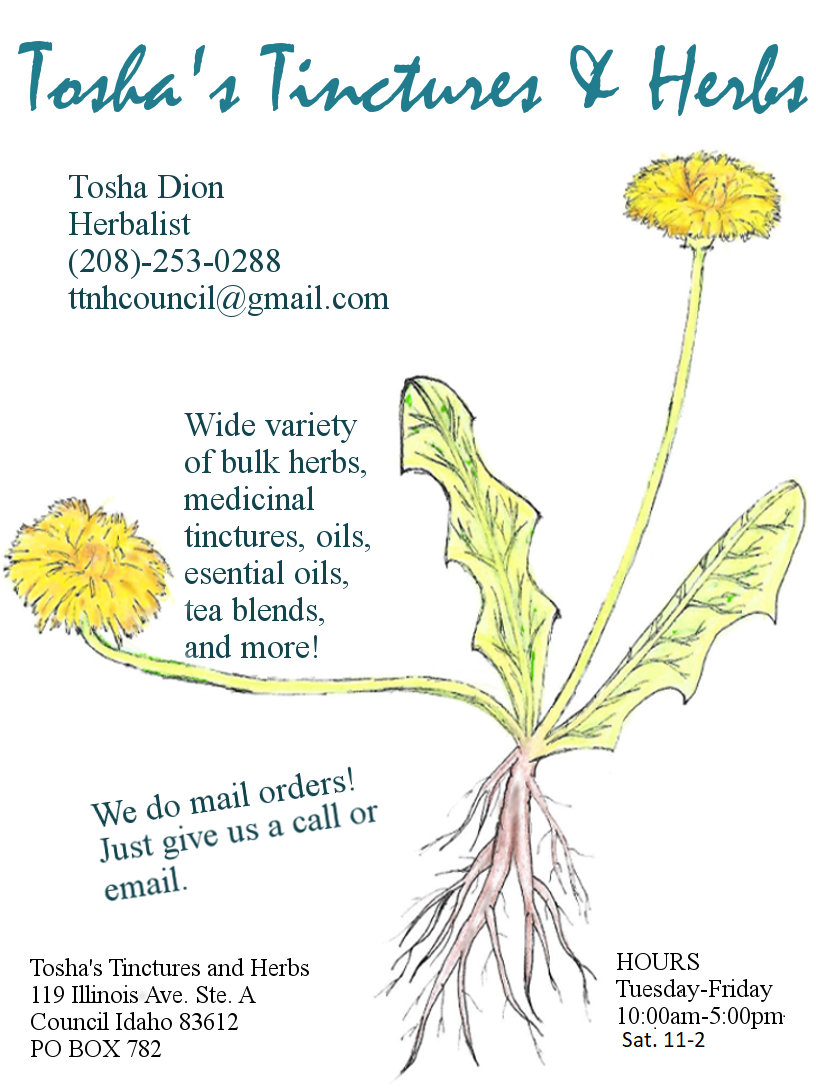 Tosha's Tinctures & Herbs
Tosha Dion
Herbalist
(208)-253-0288
ttnhcouncil@gmail.com
Wide variety
of bulk herbs,
medicinal
tinctures, oils,
esential oils,
tea blends,
and more!
We do mail orders!
Just give us a call or
email.
Tosha's Tinctures and Herbs
119 Illinois Ave. Ste. A
Council Idaho 83612
PO BOX 782
HOURS
Tuesday-Friday
10:00am-5:00pm
Sat. 11-2